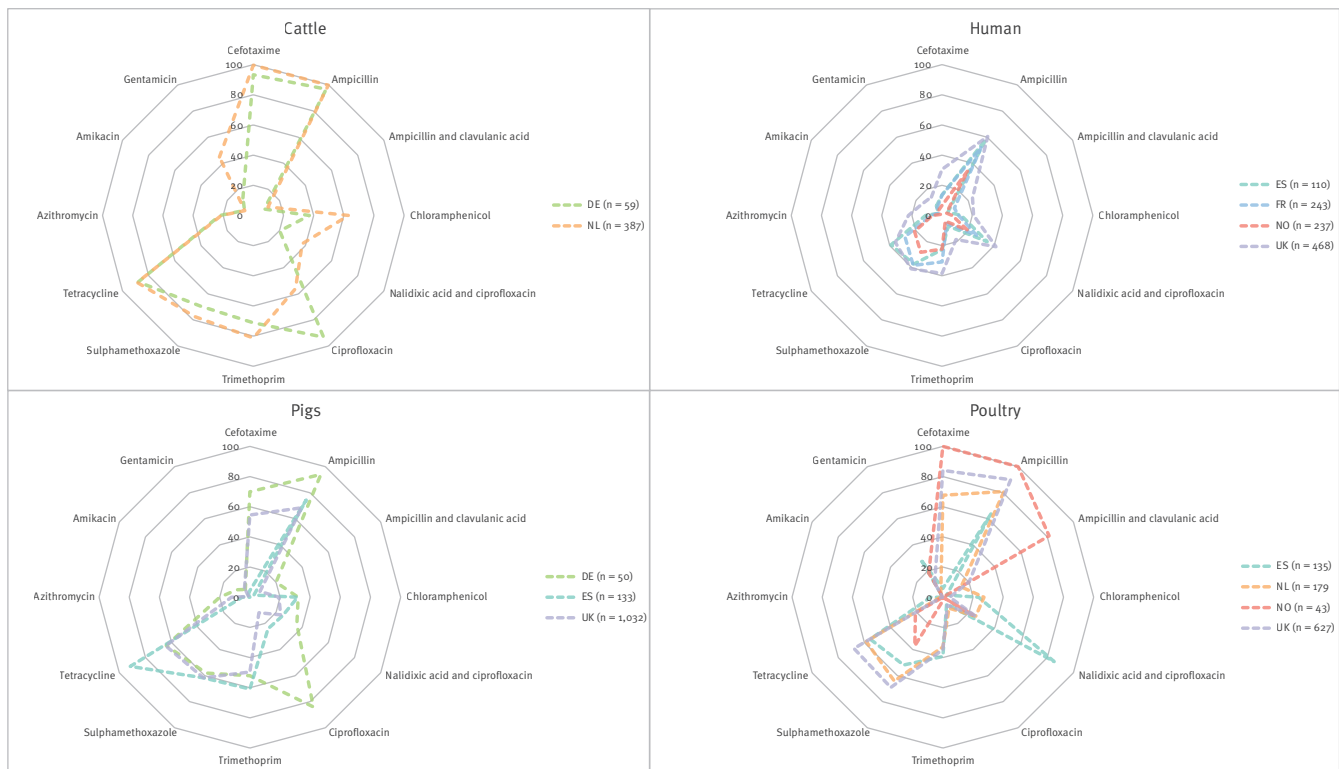 Cattle
Cefotaxime
100
Gentamicin
Ampicillin
80
Amikacin
60
Ampicillin and clavulanic acid
40
20
Azithromycin
0
Chloramphenicol
DE (n = 59)
NL (n = 387)
Tetracycline
Nalidixic acid and ciprofloxacin
Sulphamethoxazole
Ciprofloxacin
Trimethoprim
Human
Cefotaxime
100
Gentamicin
Ampicillin
80
Amikacin
60
Ampicillin and clavulanic acid
40
20
Azithromycin
0
Chloramphenicol
ES (n = 110)
FR (n = 243)
NO (n = 237)
UK (n = 468)
Tetracycline
Nalidixic acid and ciprofloxacin
Sulphamethoxazole
Ciprofloxacin
Trimethoprim
Pigs
Cefotaxime
100
Gentamicin
Ampicillin
80
Amikacin
60
Ampicillin and clavulanic acid
40
20
Azithromycin
0
Chloramphenicol
DE (n = 50)
ES (n = 133)
UK (n = 1,032)
Tetracycline
Nalidixic acid and ciprofloxacin
Sulphamethoxazole
Ciprofloxacin
Trimethoprim
Poultry
Cefotaxime
100
Gentamicin
Ampicillin
80
Amikacin
60
Ampicillin and clavulanic acid
40
20
Azithromycin
0
Chloramphenicol
ES (n = 135)
NL (n = 179
NO (n = 43)
UK (n = 627)
Tetracycline
Nalidixic acid and ciprofloxacin
Sulphamethoxazole
Ciprofloxacin
Trimethoprim